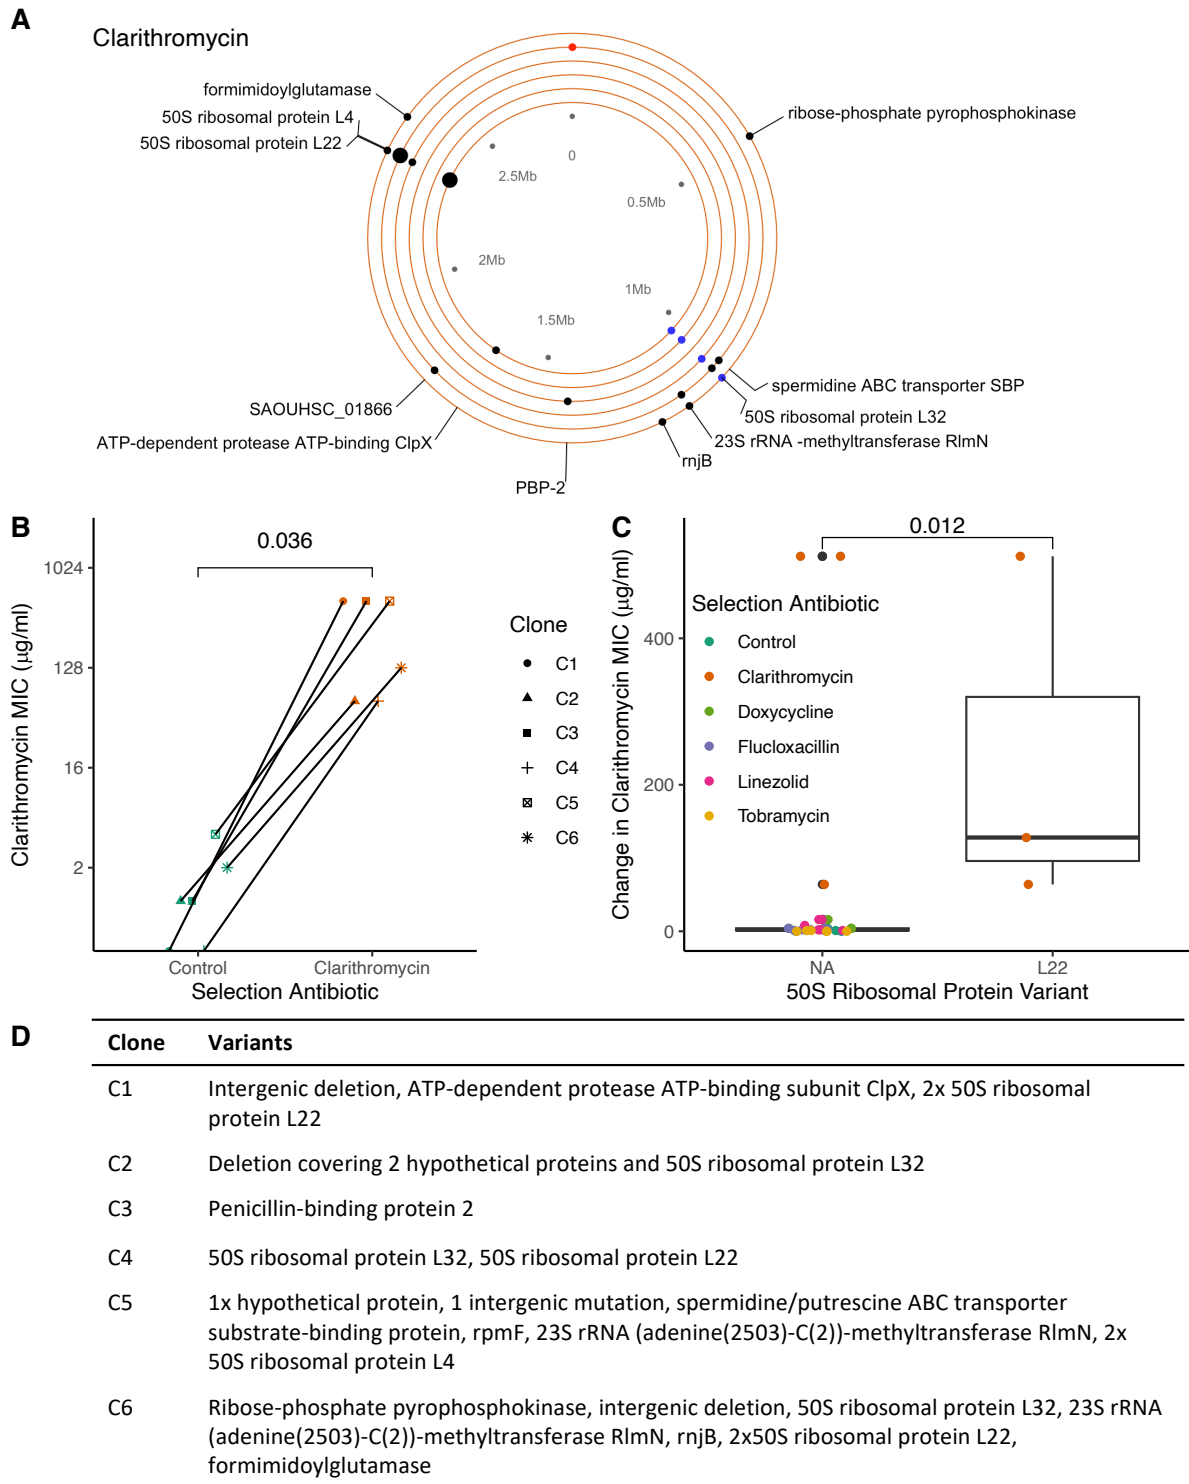 A
Clarithromycin
formimidoylglutamase
50S ribosomal protein L4
50S ribosomal protein L22
ribose-phosphate pyrophosphokinase
0
2.5Mb
0.5Mb
2Mb
1Mb
1.5Mb
spermidine ABC transporter SBP
50S ribosomal protein L32
23S rRNA -methyltransferase RlmN
rnjB
SAOUHSC_01866
ATP-dependent protease ATP-binding ClpX
PBP-2
B
0.036
1024
128
16
2
Clarithromycin MIC (µg/ml)
Control
Clarithromycin
Selection Antibiotic
Clone
C1
C2
C3
C4
C5
C6
C
0.012
Change in Clarithromycin MIC (µg/ml)
400
200
0
Selection Antibiotic
Control
Clarithromycin
Doxycycline
Flucloxacillin
Linezolid
Tobramycin
NA
L22
50S Ribosomal Protein Variant
D
Clone Variants
C1 Intergenic deletion, ATP-dependent protease ATP-binding subunit ClpX, 2x 50S ribosomal
protein L22
C2 Deletion covering 2 hypothetical proteins and 50S ribosomal protein L32
C3 Penicillin-binding protein 2
C4 50S ribosomal protein L32, 50S ribosomal protein L22
C5 1x hypothetical protein, 1 intergenic mutation, spermidine/putrescine ABC transporter
substrate-binding protein, rpmF, 23S rRNA (adenine(2503)-C(2))-methyltransferase RlmN, 2x
50S ribosomal protein L4
C6 Ribose-phosphate pyrophosphokinase, intergenic deletion, 50S ribosomal protein L32, 23S rRNA
(adenine(2503)-C(2))-methyltransferase RlmN, rnjB, 2x50S ribosomal protein L22,
formimidoylglutamase